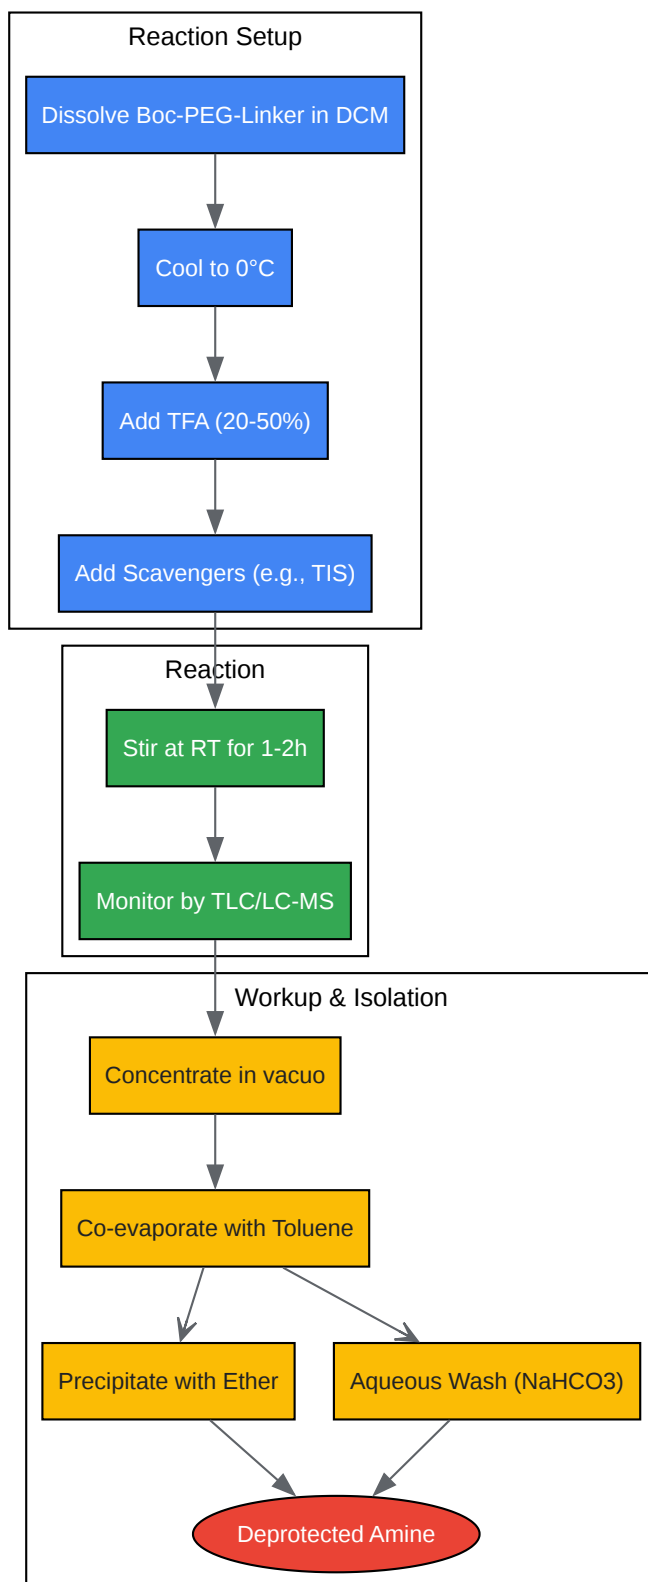 Reaction Setup
Dissolve Boc-PEG-Linker in DCM
Cool to 0°C
Add TFA (20-50%)
Add Scavengers (e.g., TIS)
Reaction
Stir at RT for 1-2h
Monitor by TLC/LC-MS
Workup & Isolation
Concentrate in vacuo
Co-evaporate with Toluene
Precipitate with Ether
Aqueous Wash (NaHCO3)
Deprotected Amine